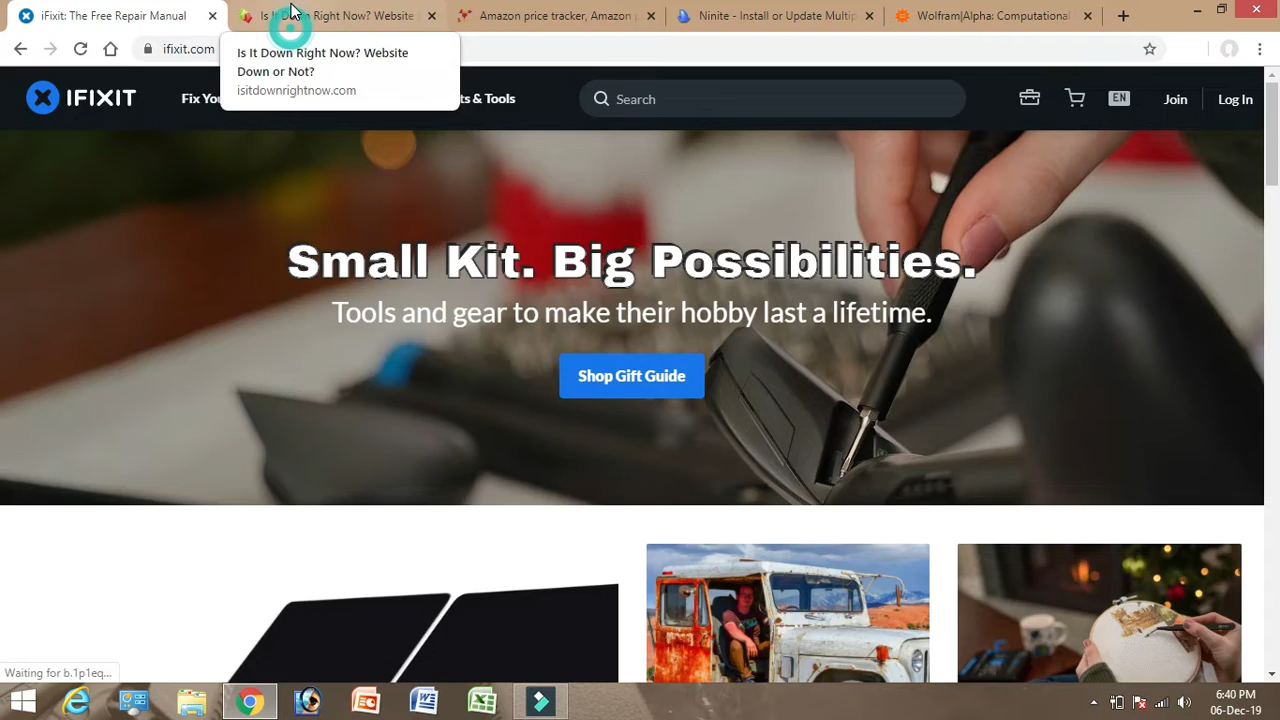 iFixit: The Free Repair Manual
Is It Down Right Now? Website
Amazon price tracker, Amazon
Ninite - Install or Update Multip
Wolfram|Alpha: Computational
ifixit.com
Is It Down Right Now? Website
Down or Not?
isitdownrightnow.com
IFIXIT
Fix You
ts & Tools
Search
EN
Join
Log In
Small Kit. Big Possibilities.
Tools and gear to make their hobby last a lifetime.
Shop Gift Guide
Waiting for b.1p1eq...
6:40 PM
06-Dec-19